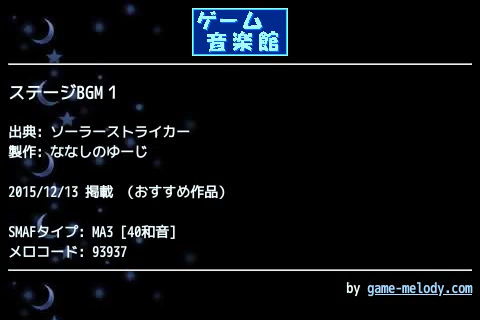 ゲーム
音楽館
ステージBGM１
出典: ソーラーストライカー
製作: ななしのゆーじ
2015/12/13 掲載 (おすすめ作品)
SMAFタイプ: MA3 [40和音]
メロコード: 93937
by game-melody.com